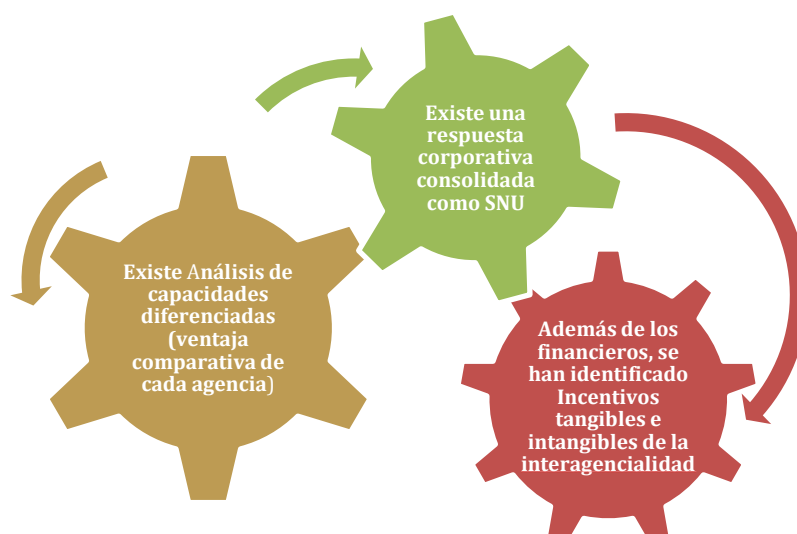 Existe una
respuesta
corporativa
consolidada
como SNU
Existe Análisis de
capacidades
diferenciadas
(ventaja
comparativa de
cada agencia)
Además de los
financieros, se
han identificado
Incentivos
tangibles e
intangibles de la
interagencialidad